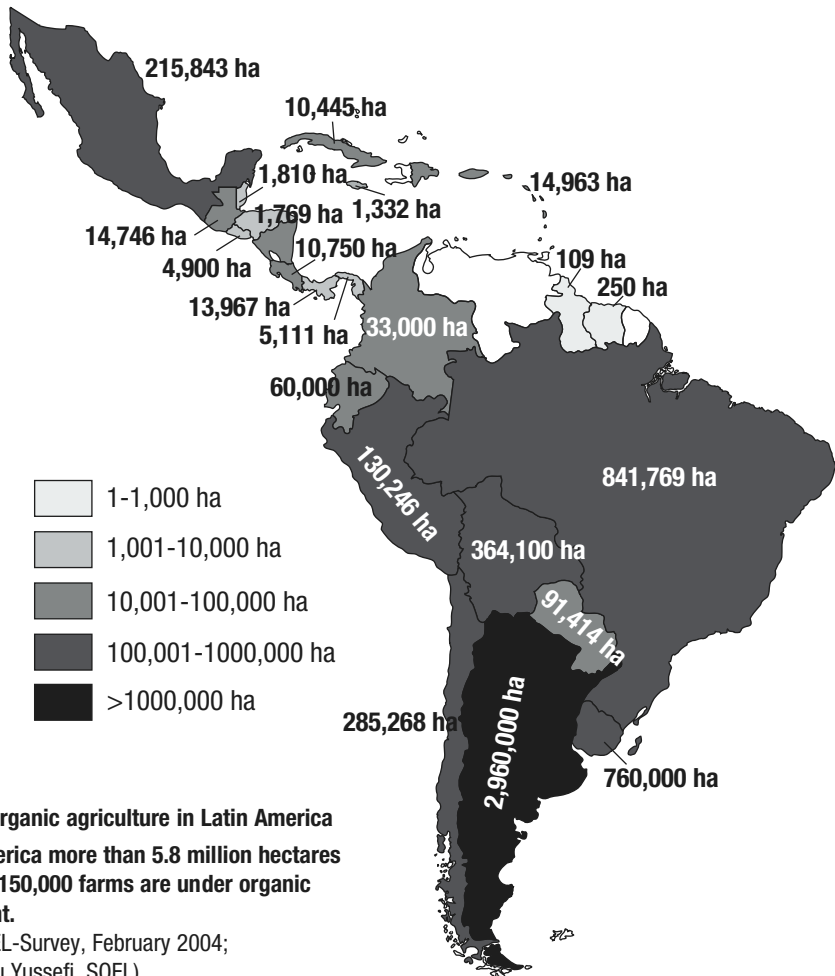 215,843 ha
10,445 ha
1,810 ha
14,963 ha
1,769 ha
1,332 ha
14,746 ha
10,750 ha
4,900 ha
109 ha
250 ha
13,967 ha
5,111 ha
33,000 ha
60,000 ha
130,246 ha
841,769 ha
364,100 ha
91,414 ha
1-1,000 ha
1,001-10,000 ha
10,001-100,000 ha
100,001-1000,000 ha
>1000,000 ha
285,268 ha
2,960,000 ha
760,000 ha
rganic agriculture in Latin America
erica more than 5.8 million hectares
150,000 farms are under organic
nt.
EL-Survey, February 2004;
u Yussefi, SOEL)